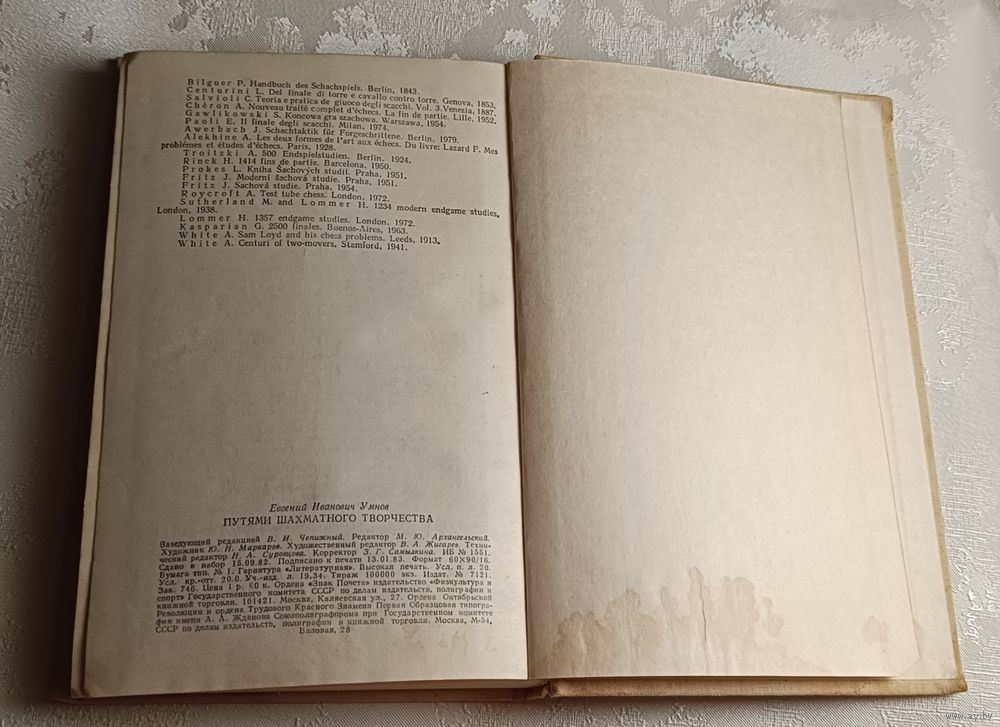 Bilguer P. Handbuch des Schachspiels. Berlin, 1843.
Centurini L. Del finale di torre e cavallo contro torre. Genova, 1853.
Salvioli C. Teoria e pratica de giuoco degli scacchi. Vol. 3. Venezia, 1887.
Chéron A. Nouveau traité complet d'échecs. La fin de partie. Lille, 1952.
Gawlikowski S. Koncowa gra szachowa. Warszawa, 1954.
Paoli E. Il finale degli scacchi. Milan, 1974.
Awerbach J. Schachtaktik für Forgeschrittene. Berlin, 1979.
Alekhine A. Les deux formes de l'art aux échecs. Du livre: Lazard F. Mes
problèmes et études d'échecs. Paris, 1928.
Troitzki A. 500 Endspielstudien. Berlin, 1924.
Rinck H. 1414 fins de partie. Barcelona, 1950.
Prokes L. Kniha Šachových studií. Praha, 1951.
Fritz J. Moderní šachová studie. Praha, 1951.
Fritz J. Šachová studie. Praha, 1954.
Roycroft A. Test tube chess. London, 1972.
Sutherland M. and Lommer H. 1234 modern endgame studies.
London, 1938.
Lommer H. 1357 endgame studies. London, 1972.
Kasparian G. 2500 finales. Buenos-Aires, 1963.
White A. Sam Loyd and his chess problems. Leeds, 1913.
White A. Centuri of two-movers, Stamford, 1941.
Евгений Иванович Умнов
ПУТЯМИ ШАХМАТНОГО ТВОРЧЕСТВА
Заведующий редакцией В. И. Чепижный. Редактор М. Ю. Архангельский.
Художник Ю. Н. Маркаров. Художественный редактор В. А. Жигарев. Техни-
ческий редактор Н. А. Суровцова. Корректор З. Г. Самылкина. ИБ № 1551.
Сдано в набор 15.09.82. Подписано к печати 13.01.83. Формат 60×90/16.
Бумага тип. № 1. Гарнитура «Литературная». Высокая печать. Усл. п. л. 20.
Усл. кр.-отт. 20.0. Уч.-изд. л. 19,34. Тираж 100000 экз. Издат. № 7121.
Зак. 746. Цена 1 р. 60 к. Ордена «Знак Почета» издательство «Физкультура и
спорт» Государственного комитета СССР по делам издательств, полиграфии и
книжной торговли. 101421. Москва, Каляевская ул., 27. Ордена Октябрьской
Революции и ордена Трудового Красного Знамени Первая Образцовая типогра-
фия имени А. А. Жданова Союзполиграфпрома при Государственном комитете
СССР по делам издательств, полиграфии и книжной торговли. Москва, М-54,
Валовая, 28
www.ay.by